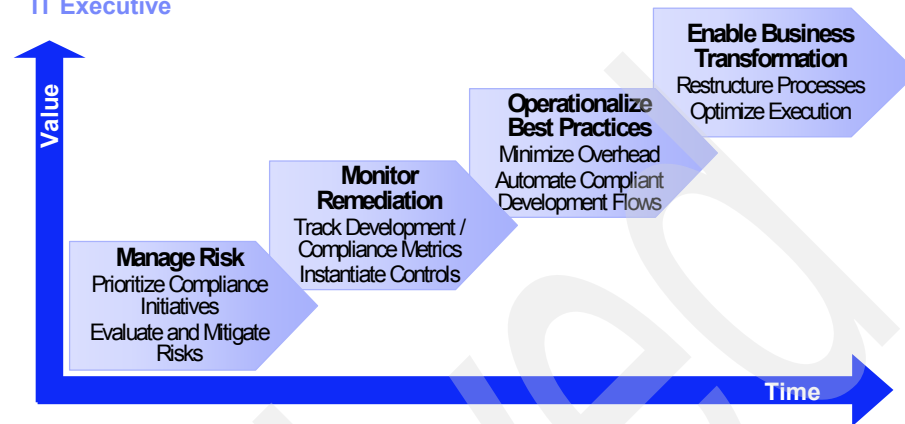 IT Executive
Enable Business
Transformation
Restructure Processes
Optimize Execution
Value
Operationalize
Best Practices
Minimize Overhead
Automate Compliant
Development Flows
Monitor
Remediation
Track Development /
Compliance Metrics
Instantiate Controls
Manage Risk
Prioritize Compliance
Initiatives
Evaluate and Mitigate
Risks
Time